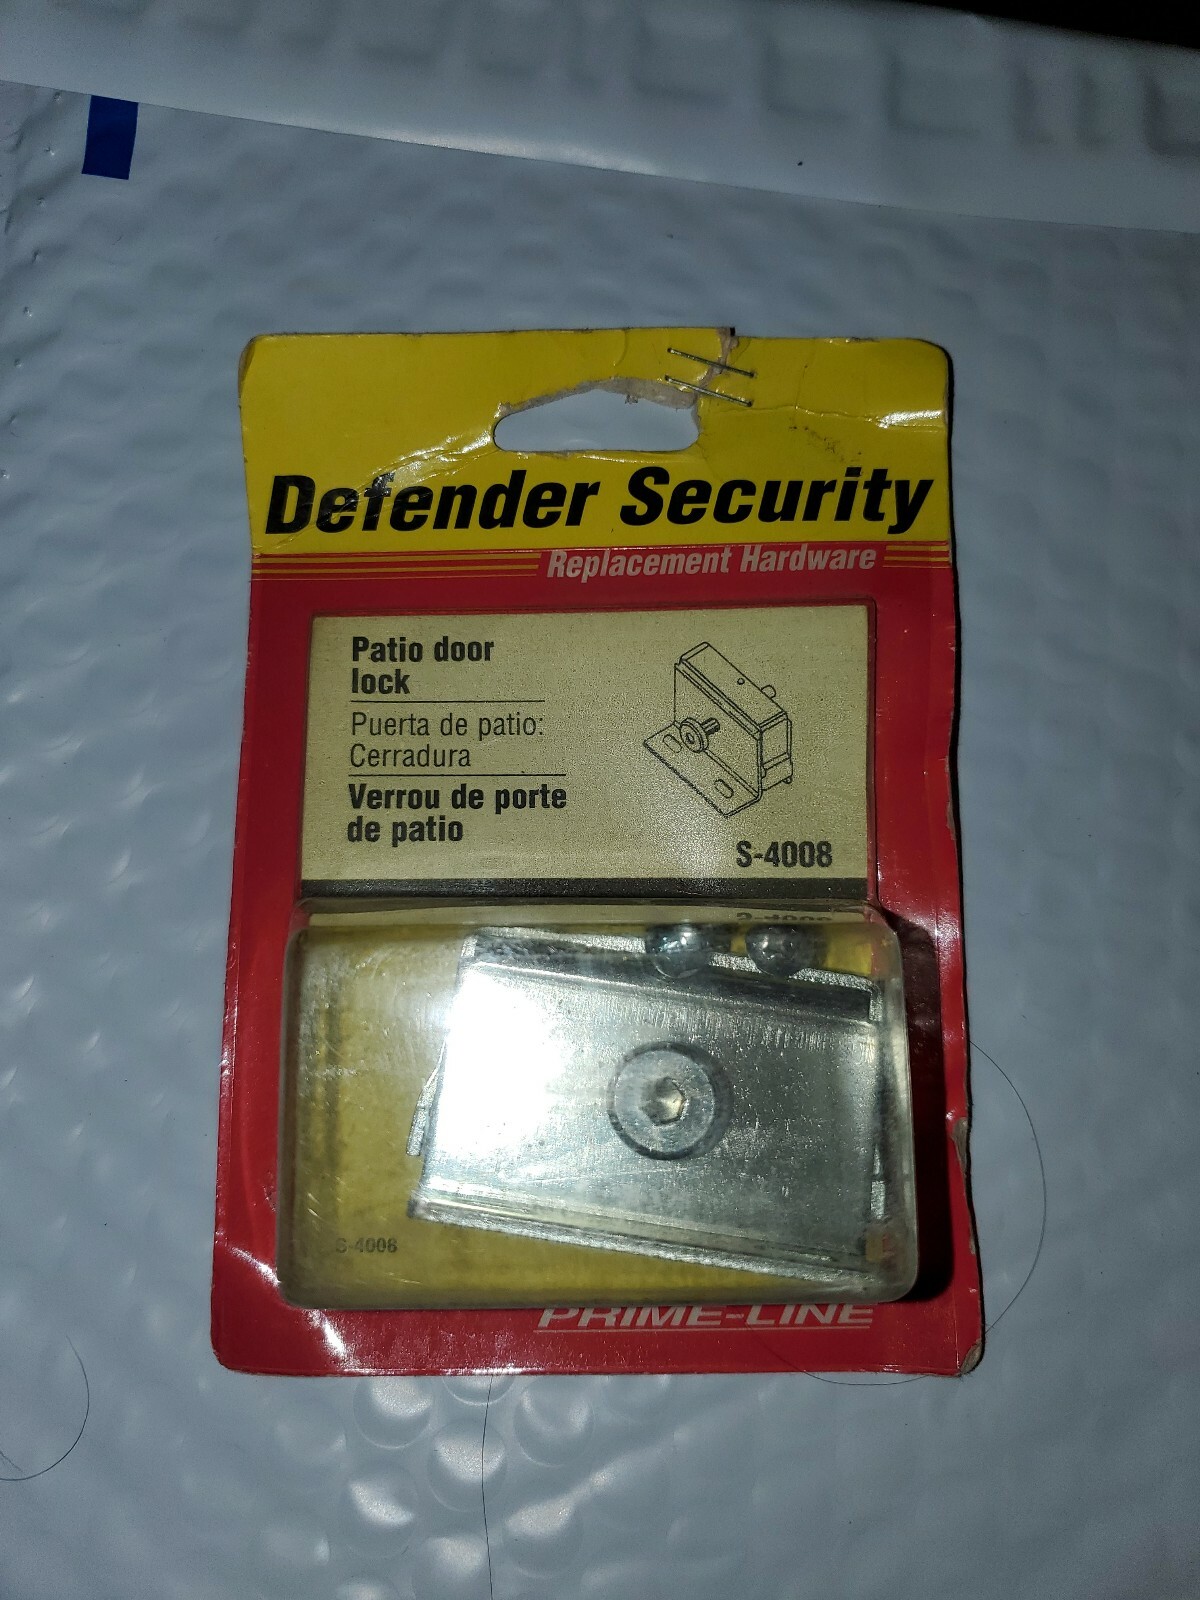 Defender Security
Replacement Hardware
Patio door
lock
Puerta de patio:
Cerradura
Verrou de porte
de patio
S-4008
S-4008
PRIME-LINE